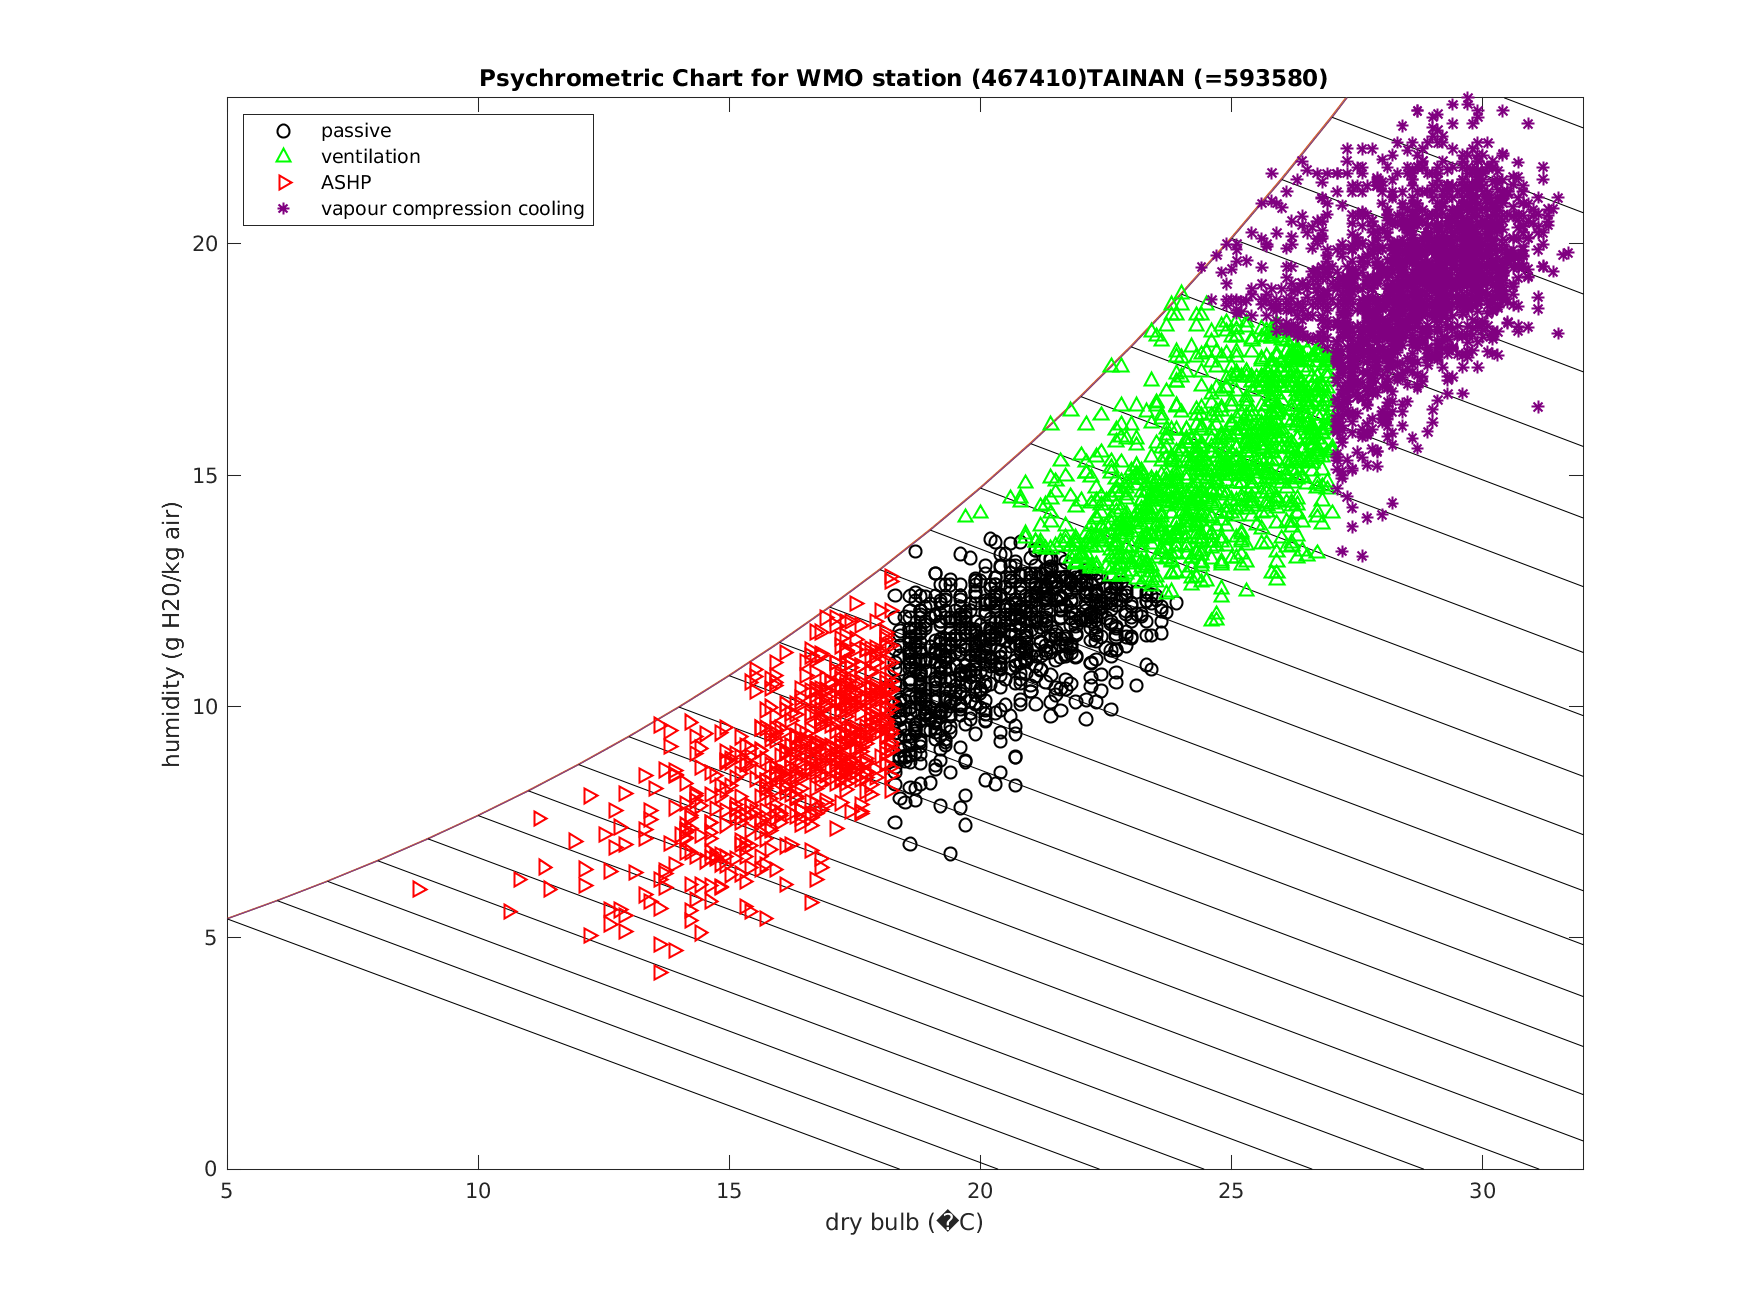 Psychrometric Chart for WMO station (467410)TAINAN (=593580)
passive
ventilation
ASHP
vapour compression cooling
humidity (g H20/kg air)
20
15
10
5
0
5
10
15
20
25
30
dry bulb (�C)